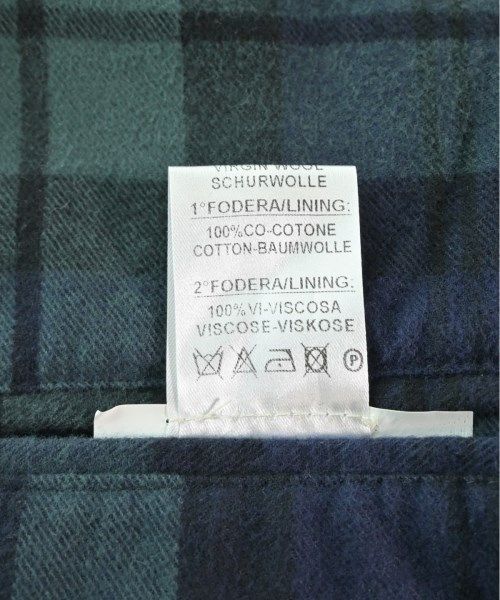 VIRGIN WOOL
SCHURWOLLE
1°FODERA/LINING:
100%CO-COTONE
COTTON-BAUMWOLLE
2°FODERA/LINING:
100%VI-VISCOSA
VISCOSE-VISKOSE
P